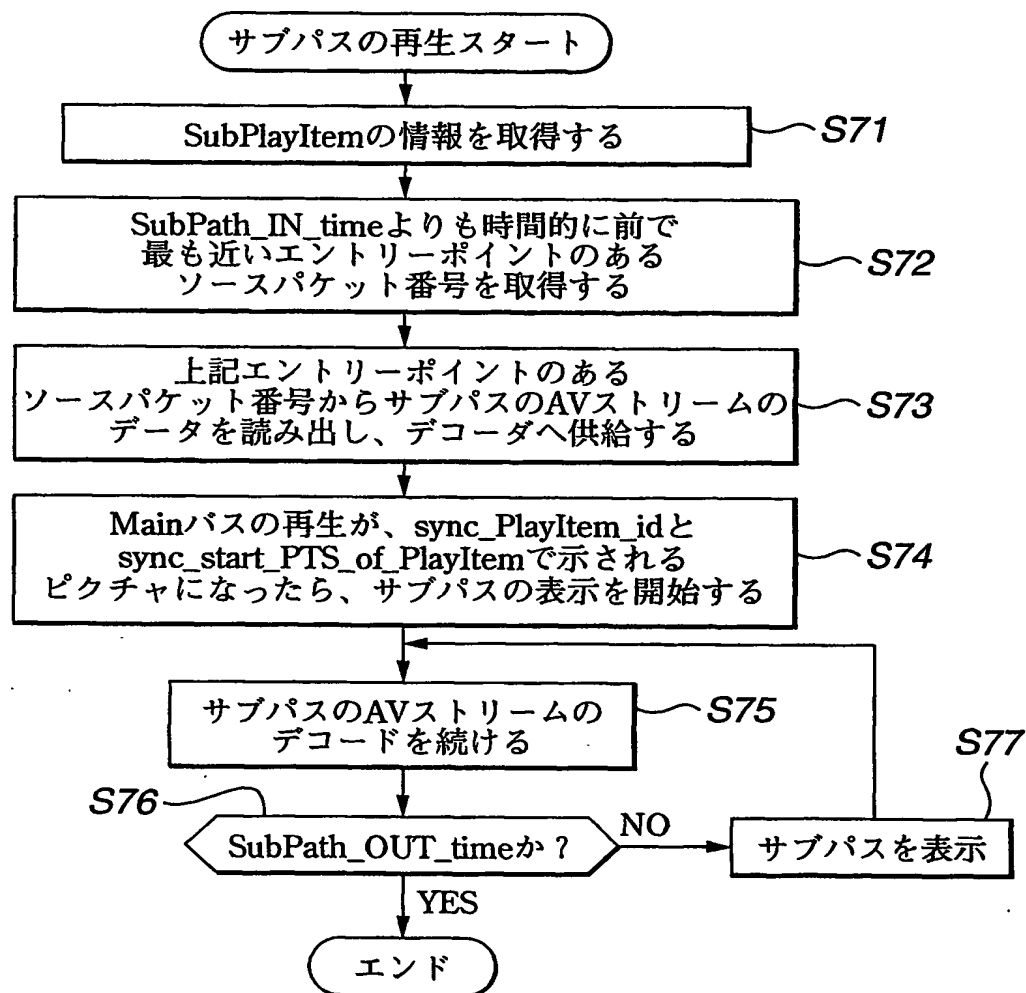 サブパスの再生スタート
SubPlayItemの情報を取得する
S71
SubPath_IN_timeよりも時間的に前で
最も近いエントリーポイントのある
ソースパケット番号を取得する
S72
上記エントリーポイントのある
ソースパケット番号からサブパスのAVストリームの
データを読み出し、デコーダへ供給する
S73
Mainパスの再生が、sync_PlayItem_idと
sync_start_PTS_of_PlayItemで示される
ピクチャになったら、サブパスの表示を開始する
S74
サブパスのAVストリームの
デコードを続ける
S75
S76
SubPath_OUT_timeか？
NO
S77
サブパスを表示
YES
エンド